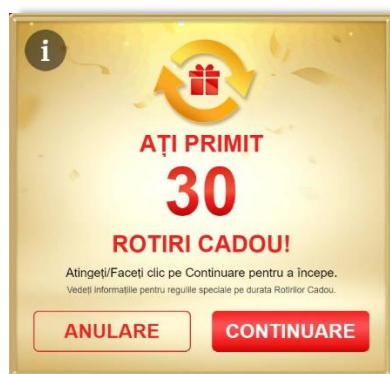 i
AȚI PRIMIT
30
ROTIRI CADOU!
Atingeți/Faceți clic pe Continuare pentru a începe.
Vedeți informațiile pentru regulile speciale pe durata Rotirilor Cadou.
ANULARE CONTINUARE